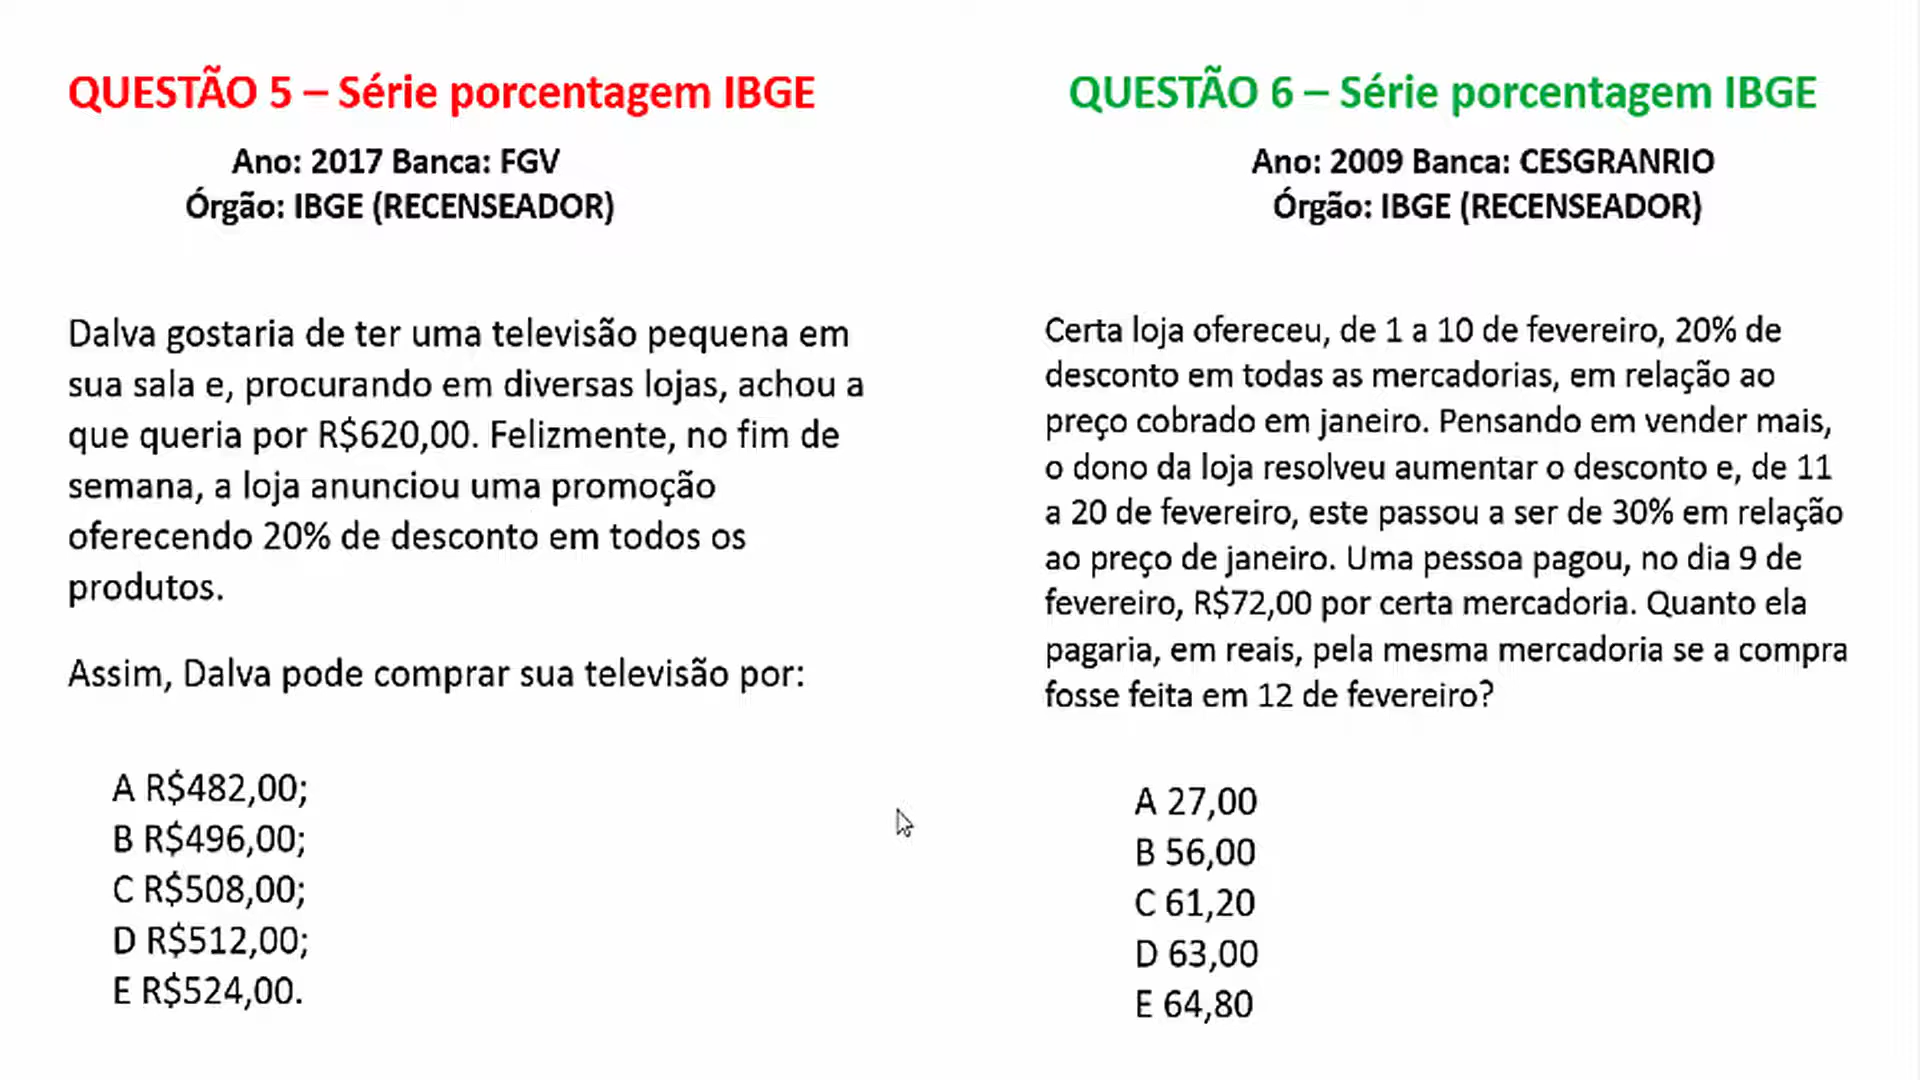 QUESTÃO 5 – Série porcentagem IBGE
Ano: 2017 Banca: FGV
Órgão: IBGE (RECENSEADOR)
Dalva gostaria de ter uma televisão pequena em
sua sala e, procurando em diversas lojas, achou a
que queria por R$620,00. Felizmente, no fim de
semana, a loja anunciou uma promoção
oferecendo 20% de desconto em todos os
produtos.
Assim, Dalva pode comprar sua televisão por:
A R$482,00;
B R$496,00;
C R$508,00;
D R$512,00;
E R$524,00.
QUESTÃO 6 – Série porcentagem IBGE
Ano: 2009 Banca: CESGRANRIO
Órgão: IBGE (RECENSEADOR)
Certa loja ofereceu, de 1 a 10 de fevereiro, 20% de
desconto em todas as mercadorias, em relação ao
preço cobrado em janeiro. Pensando em vender mais,
o dono da loja resolveu aumentar o desconto e, de 11
a 20 de fevereiro, este passou a ser de 30% em relação
ao preço de janeiro. Uma pessoa pagou, no dia 9 de
fevereiro, R$72,00 por certa mercadoria. Quanto ela
pagaria, em reais, pela mesma mercadoria se a compra
fosse feita em 12 de fevereiro?
A 27,00
B 56,00
C 61,20
D 63,00
E 64,80